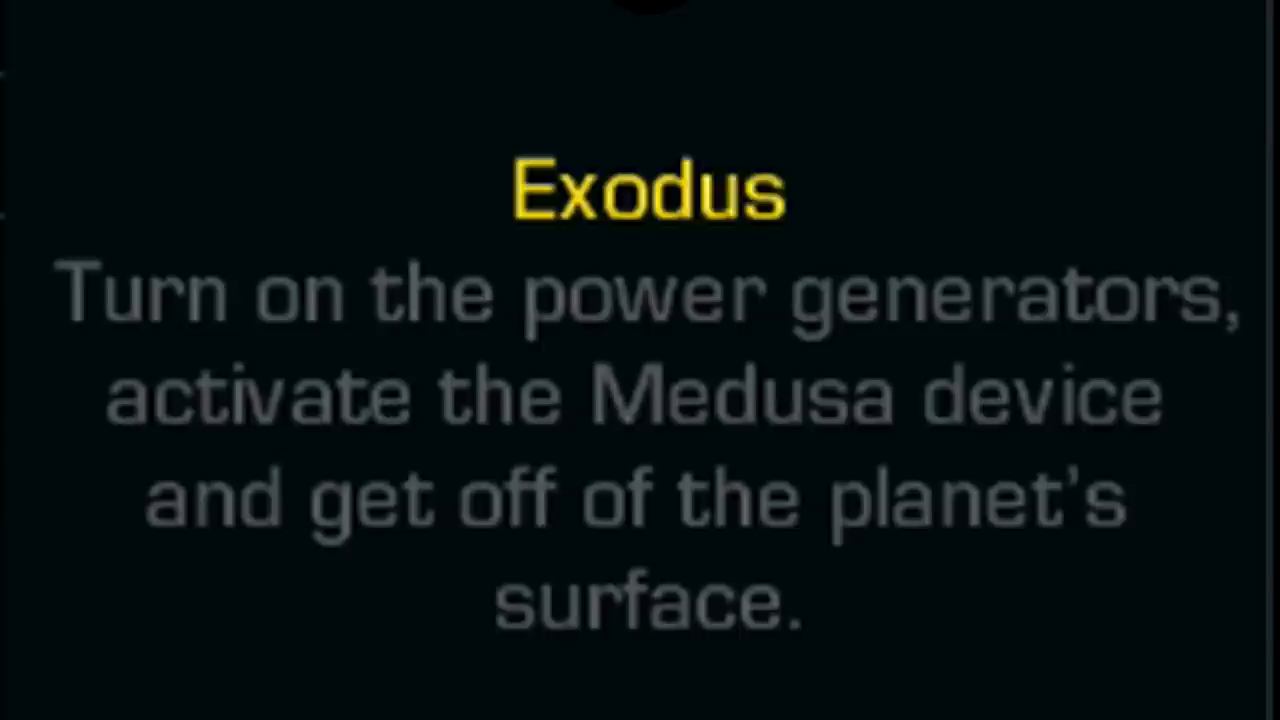 Exodus
Turn on the power generators,
activate the Medusa device
and get off of the planet's
surface.